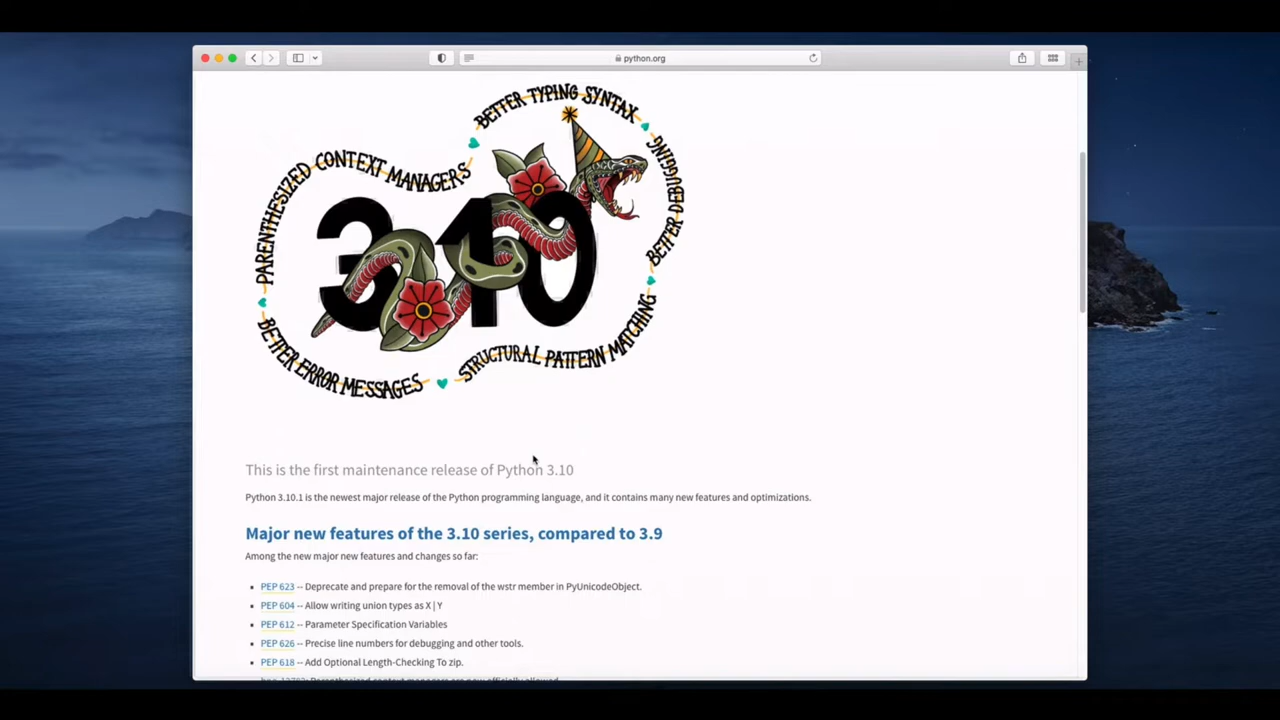 python.org
BETTER TYPING SYNTAX
PARENTHESIZED CONTEXT MANAGERS
BETTER DEBUGGING
3.10
BETTER ERROR MESSAGES
STRUCTURAL PATTERN MATCHING
This is the first maintenance release of Python 3.10
Python 3.10.1 is the newest major release of the Python programming language, and it contains many new features and optimizations.
Major new features of the 3.10 series, compared to 3.9
Among the new major new features and changes so far:
PEP 623 -- Deprecate and prepare for the removal of the wstr member in PyUnicodeObject.
PEP 604 -- Allow writing union types as X | Y
PEP 612 -- Parameter Specification Variables
PEP 626 -- Precise line numbers for debugging and other tools.
PEP 618 -- Add Optional Length-Checking To zip.